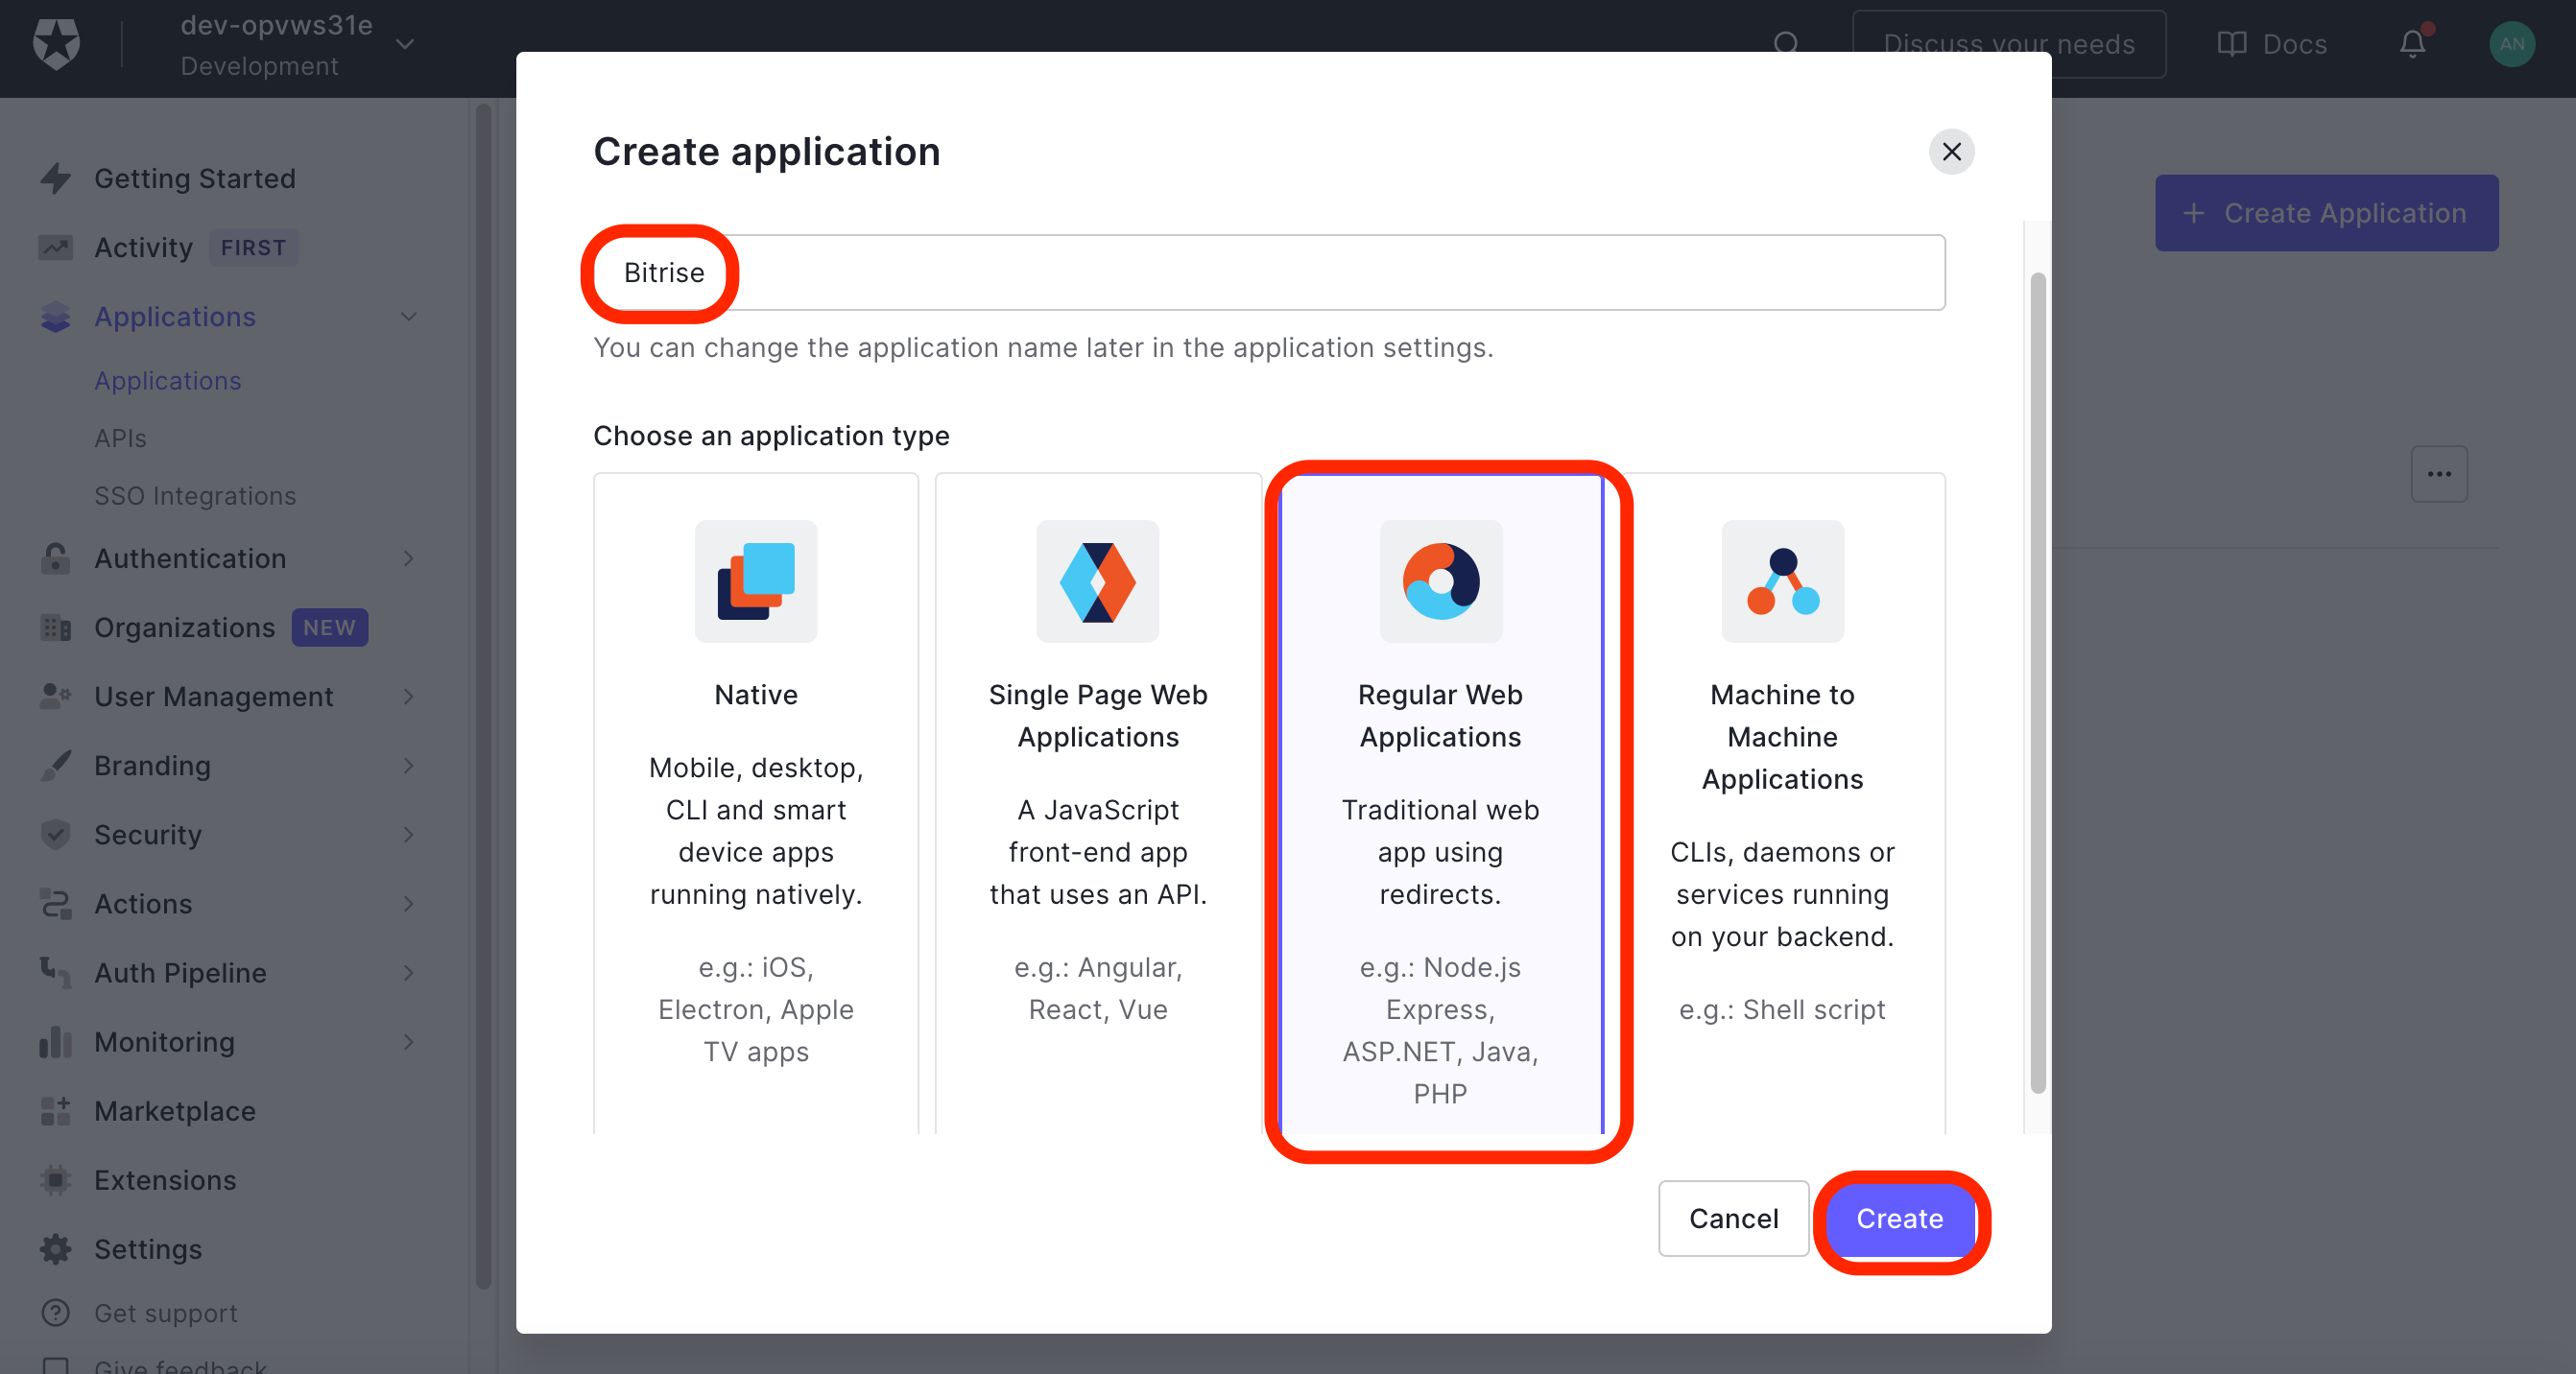 dev-opvws31e
Development
Discuss your needs
Docs
AN
Getting Started
Activity FIRST
Applications
Applications
APIs
SSO Integrations
Authentication
Organizations NEW
User Management
Branding
Security
Actions
Auth Pipeline
Monitoring
Marketplace
Extensions
Settings
Get support
Give feedback
+ Create Application
Create application
Bitrise
You can change the application name later in the application settings.
Choose an application type
Native
Mobile, desktop,
CLI and smart
device apps
running natively.
e.g.: iOS,
Electron, Apple
TV apps
Single Page Web
Applications
A JavaScript
front-end app
that uses an API.
e.g.: Angular,
React, Vue
Regular Web
Applications
Traditional web
app using
redirects.
e.g.: Node.js
Express,
ASP.NET, Java,
PHP
Machine to
Machine
Applications
CLIs, daemons or
services running
on your backend.
e.g.: Shell script
Cancel
Create